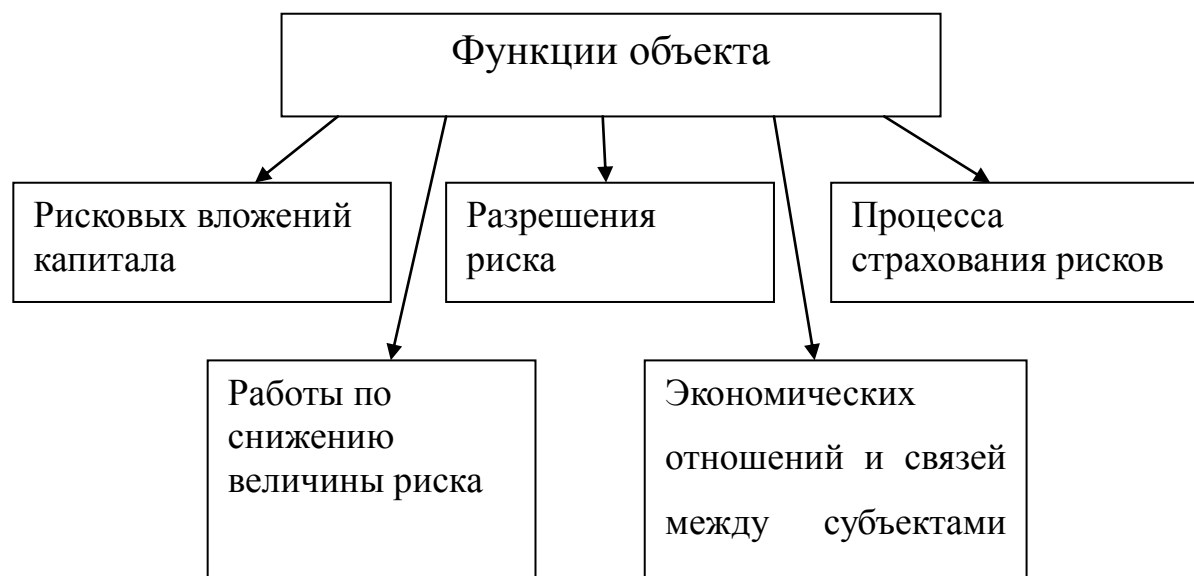 Функции объекта
Рисковых вложений
капитала
Разрешения
риска
Процесса
страхования рисков
Работы по
снижению
величины риска
Экономических
отношений и связей
между субъектами